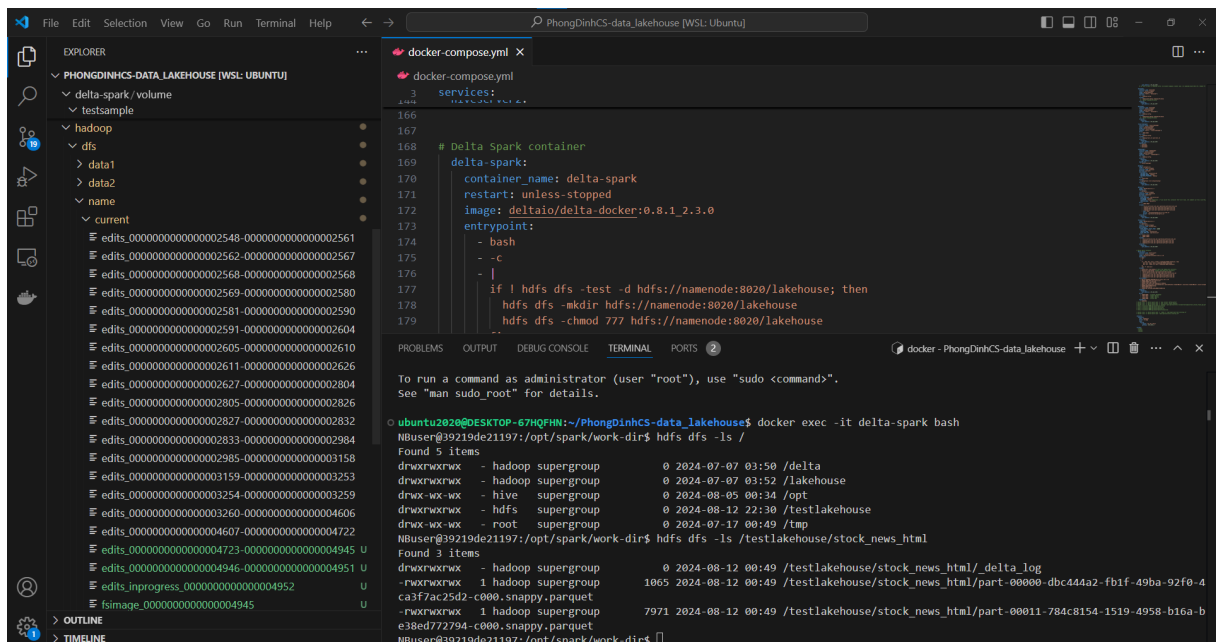 File Edit Selection View Go Run Terminal Help
PhongDinhCS-data_lakehouse [WSL: Ubuntu]
EXPLORER
PHONGDINHCS-DATA_LAKEHOUSE [WSL: UBUNTU]
delta-spark/volume
testsample
hadoop
dfs
data1
data2
name
current
edits_0000000000000002548-0000000000000002561
edits_0000000000000002562-0000000000000002567
edits_0000000000000002568-0000000000000002568
edits_0000000000000002569-0000000000000002580
edits_0000000000000002581-0000000000000002590
edits_0000000000000002591-0000000000000002604
edits_0000000000000002605-0000000000000002610
edits_0000000000000002611-0000000000000002626
edits_0000000000000002627-0000000000000002804
edits_0000000000000002805-0000000000000002826
edits_0000000000000002827-0000000000000002832
edits_0000000000000002833-0000000000000002984
edits_0000000000000002985-0000000000000003158
edits_0000000000000003159-0000000000000003253
edits_0000000000000003254-0000000000000003259
edits_0000000000000003260-0000000000000004606
edits_0000000000000004607-0000000000000004722
edits_0000000000000004723-0000000000000004945 U
edits_0000000000000004946-0000000000000004951 U
edits_inprogress_0000000000000004952 U
fsimage_0000000000000004945 U
OUTLINE
TIMELINE
19
1
docker-compose.yml
docker-compose.yml
3 services:
144 hiveserver2:
166
167
168 # Delta Spark container
169 delta-spark:
170 container_name: delta-spark
171 restart: unless-stopped
172 image: deltaio/delta-docker:0.8.1_2.3.0
173 entrypoint:
174 - bash
175 - -c
176 - |
177 if ! hdfs dfs -test -d hdfs://namenode:8020/lakehouse; then
178 hdfs dfs -mkdir hdfs://namenode:8020/lakehouse
179 hdfs dfs -chmod 777 hdfs://namenode:8020/lakehouse
PROBLEMS OUTPUT DEBUG CONSOLE TERMINAL PORTS 2
docker - PhongDinhCS-data_lakehouse
To run a command as administrator (user "root"), use "sudo <command>".
See "man sudo_root" for details.
ubuntu2020@DESKTOP-67HQFHN:~/PhongDinhCS-data_lakehouse$ docker exec -it delta-spark bash
NBuser@39219de21197:/opt/spark/work-dir$ hdfs dfs -ls /
Found 5 items
drwxrwxrwx - hadoop supergroup 0 2024-07-07 03:50 /delta
drwxrwxrwx - hadoop supergroup 0 2024-07-07 03:52 /lakehouse
drwx-wx-wx - hive supergroup 0 2024-08-05 00:34 /opt
drwxrwxrwx - hdfs supergroup 0 2024-08-12 22:30 /testlakehouse
drwx-wx-wx - root supergroup 0 2024-07-17 00:49 /tmp
NBuser@39219de21197:/opt/spark/work-dir$ hdfs dfs -ls /testlakehouse/stock_news_html
Found 3 items
drwxrwxrwx - hadoop supergroup 0 2024-08-12 00:49 /testlakehouse/stock_news_html/_delta_log
-rwxrwxrwx 1 hadoop supergroup 1065 2024-08-12 00:49 /testlakehouse/stock_news_html/part-00000-dbc444a2-fb1f-49ba-92f0-4
ca3f7ac25d2-c000.snappy.parquet
-rwxrwxrwx 1 hadoop supergroup 7971 2024-08-12 00:49 /testlakehouse/stock_news_html/part-00011-784c8154-1519-4958-b16a-b
e38ed772794-c000.snappy.parquet
NBuser@39219de21197:/opt/spark/work-dir$